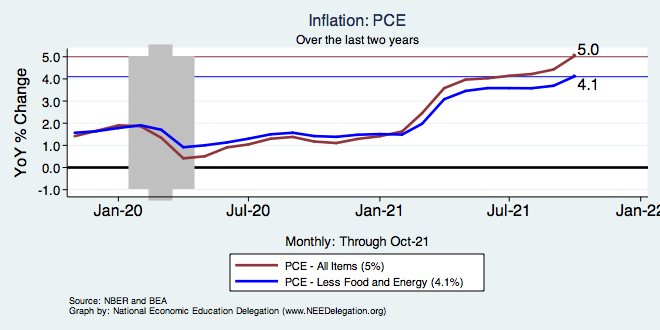 Inflation: PCE
Over the last two years
YoY % Change
5.0
4.0
3.0
2.0
1.0
0.0
-1.0
5.0
4.1
Jan-20
Jul-20
Jan-21
Jul-21
Jan-22
Monthly: Through Oct-21
PCE - All Items (5%)
PCE - Less Food and Energy (4.1%)
Source: NBER and BEA
Graph by: National Economic Education Delegation (www.NEEDelegation.org)